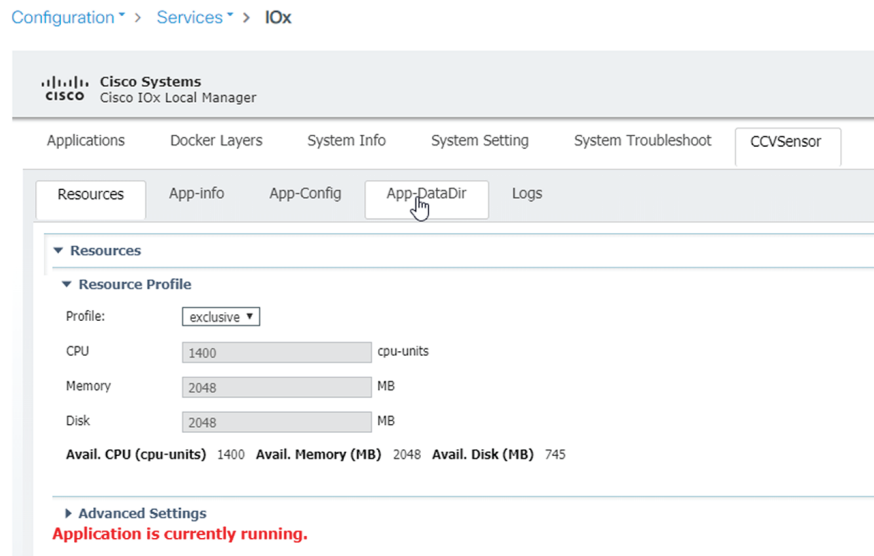 Configuration > Services > IOx
Cisco Systems
CISCO Cisco IOx Local Manager
Applications Docker Layers System Info System Setting System Troubleshoot CCVSensor
Resources App-info App-Config App-DataDir Logs
Resources
Resource Profile
Profile: exclusive
CPU 1400 cpu-units
Memory 2048 MB
Disk 2048 MB
Avail. CPU (cpu-units) 1400 Avail. Memory (MB) 2048 Avail. Disk (MB) 745
Advanced Settings
Application is currently running.